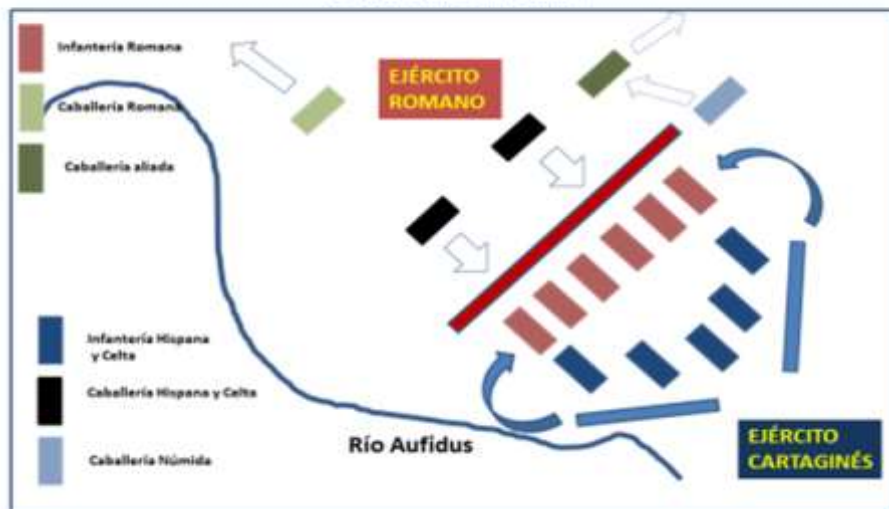 Infantería Romana
Caballería Romana
Caballería aliada
EJÉRCITO
ROMANO
Infantería Hispana
y Celta
Caballería Hispana y Celta
Caballería Númida
Río Aufidus
EJÉRCITO
CARTAGINÉS